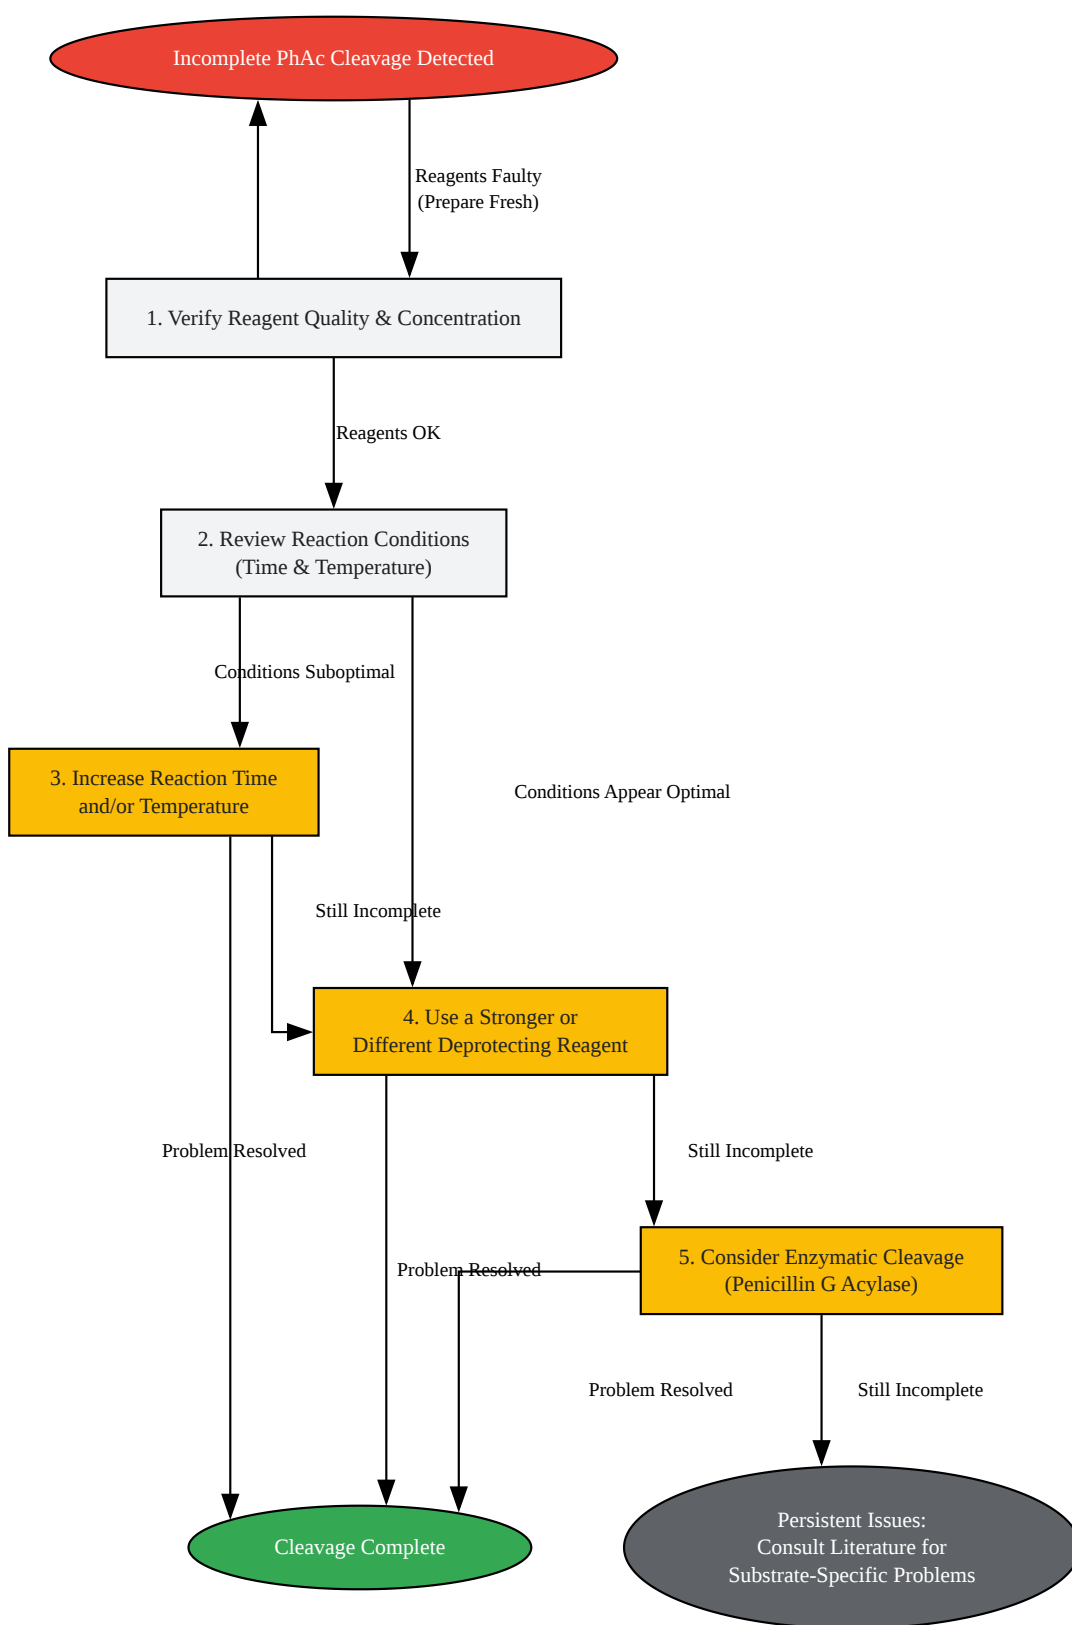 Incomplete PhAc Cleavage Detected
Reagents Faulty
(Prepare Fresh)
1. Verify Reagent Quality & Concentration
Reagents OK
2. Review Reaction Conditions
(Time & Temperature)
Conditions Suboptimal
3. Increase Reaction Time
and/or Temperature
Conditions Appear Optimal
Still Incomplete
4. Use a Stronger or
Different Deprotecting Reagent
Problem Resolved
Still Incomplete
5. Consider Enzymatic Cleavage
(Penicillin G Acylase)
Problem Resolved
Problem Resolved
Still Incomplete
Cleavage Complete
Persistent Issues:
Consult Literature for
Substrate-Specific Problems